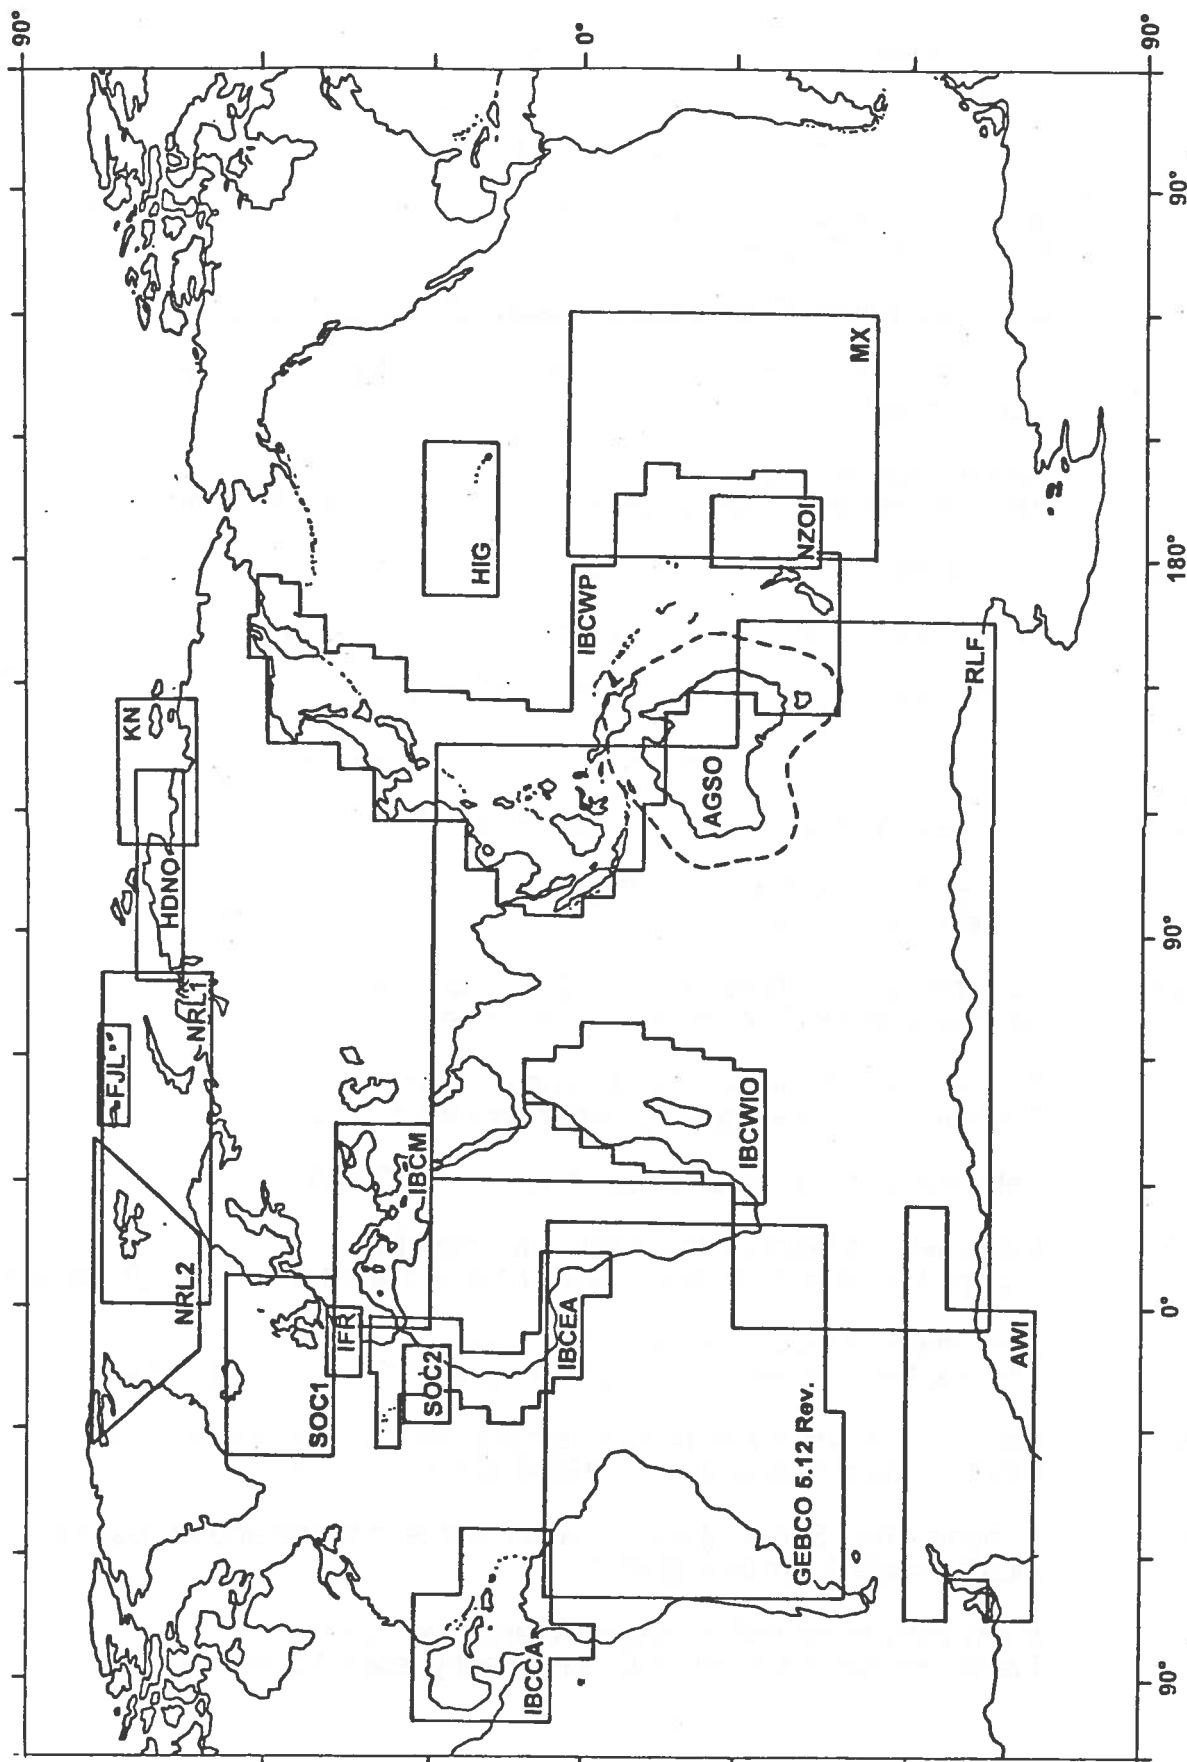 90°
0°
90°
KN
HDNO
NRL1
FJL
NRL2
IBCM
SOC1
IFR
SOC2
IBCEA
IBCCA
GEBCO 5.12 Rev.
IBCWIO
AWI
RLF
AGSO
IBCWP
HIG
NZOI
MX
90°
0°
90°
180°
90°